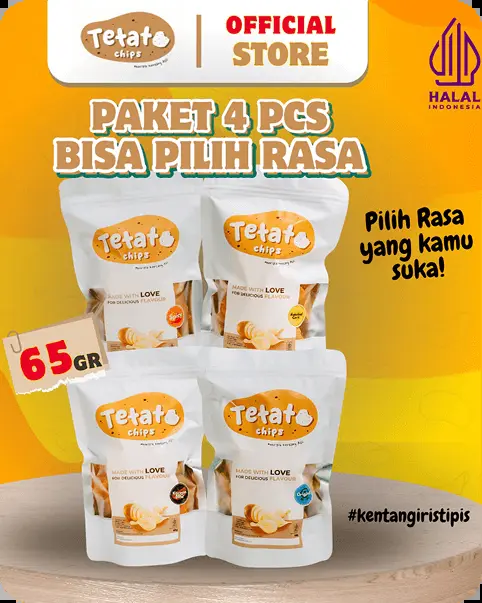 Tetato
chips
OFFICIAL
STORE
HALAL
INDONESIA
PAKET 4 PCS
BISA PILIH RASA
Pilih Rasa
yang kamu
suka!
65GR
Tetato
chips
MADE WITH LOVE
FOR DELICIOUS FLAVOUR
Tetato
chips
MADE WITH LOVE
FOR DELICIOUS FLAVOUR
Tetato
chips
MADE WITH LOVE
FOR DELICIOUS FLAVOUR
Tetato
chips
MADE WITH LOVE
FOR DELICIOUS FLAVOUR
Original
#kentangiristipis